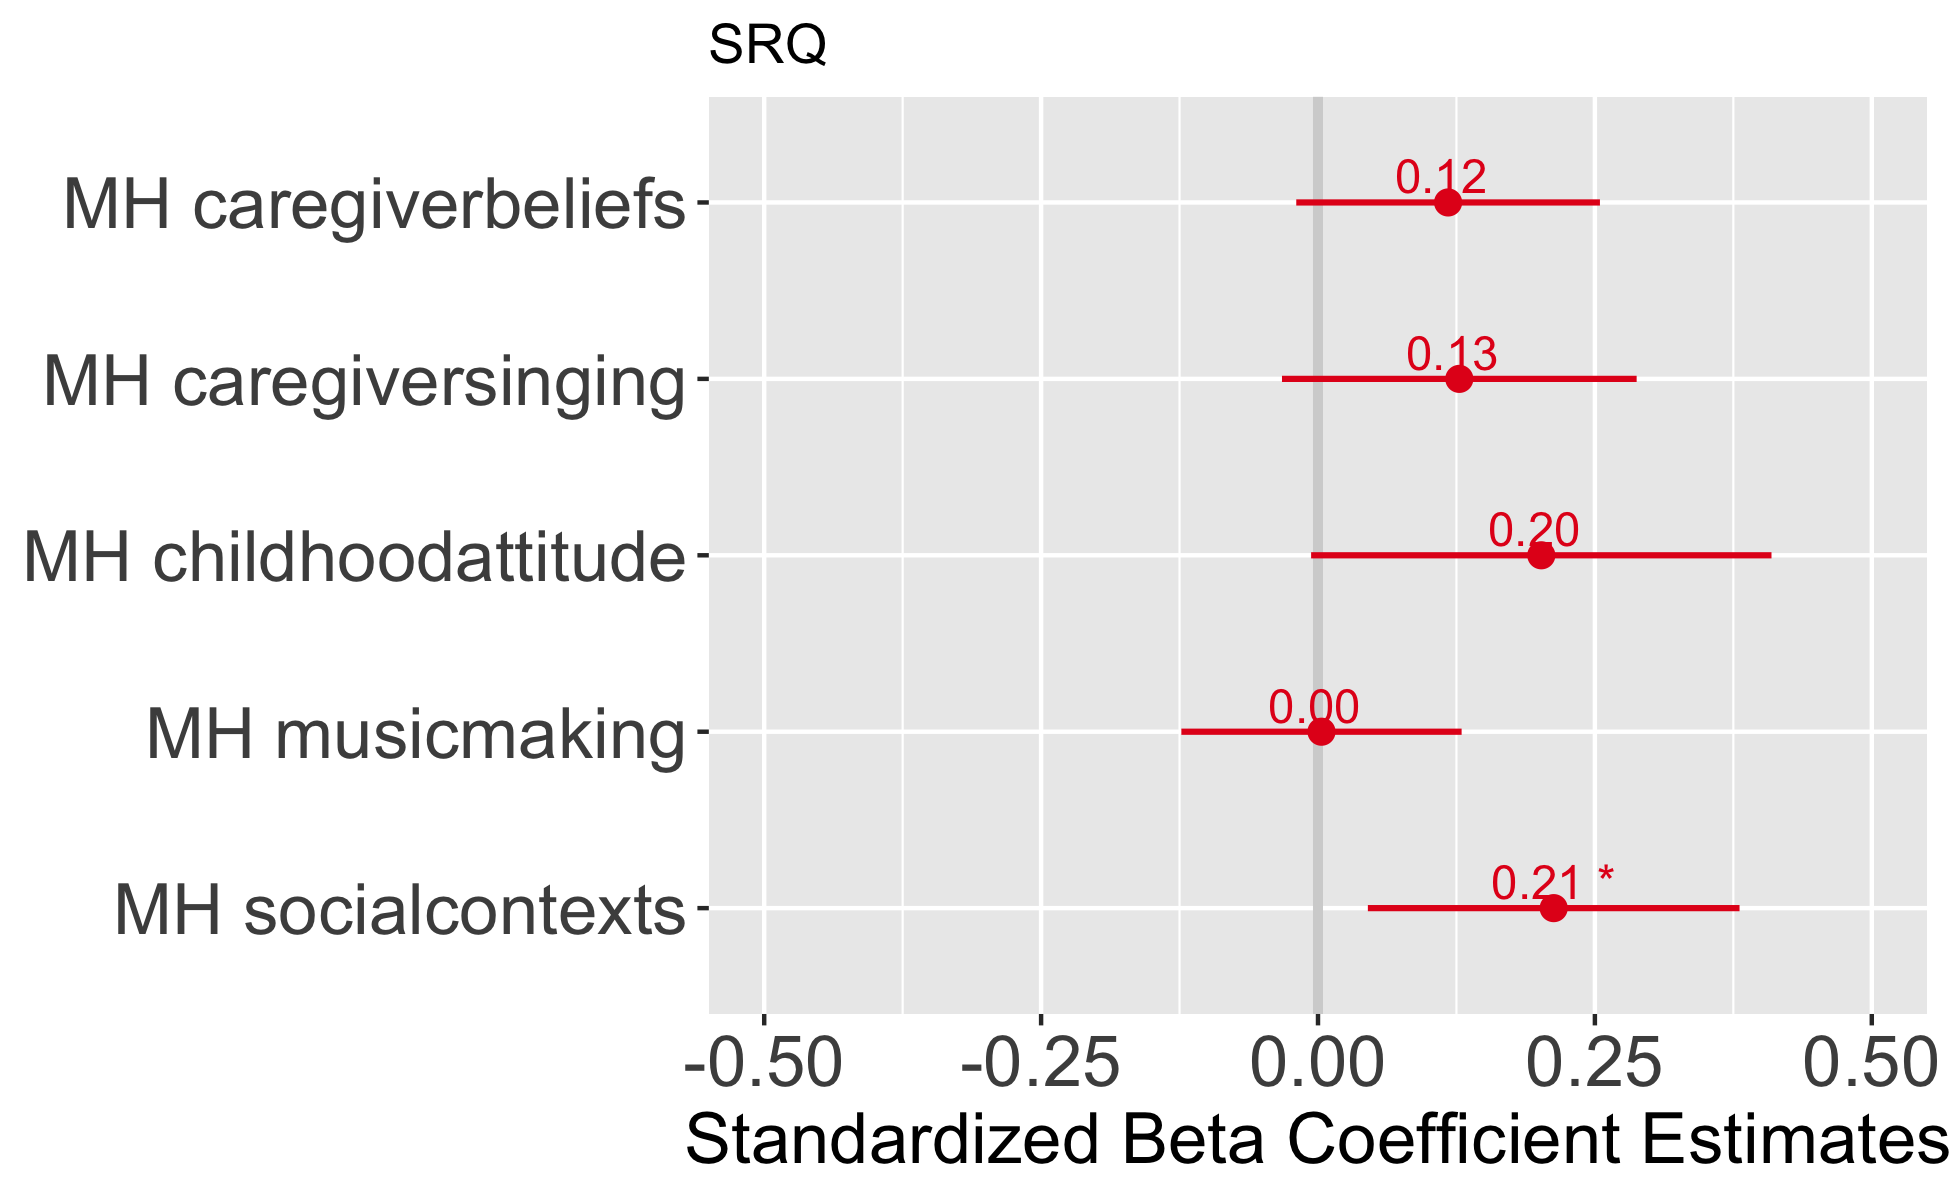 SRQ
MH caregiverbeliefs
0.12
MH caregiversinging
0.13
MH childhoodattitude
0.20
MH musicmaking
0.00
MH socialcontexts
0.21 *
-0.50 -0.25 0.00 0.25 0.50
Standardized Beta Coefficient Estimates